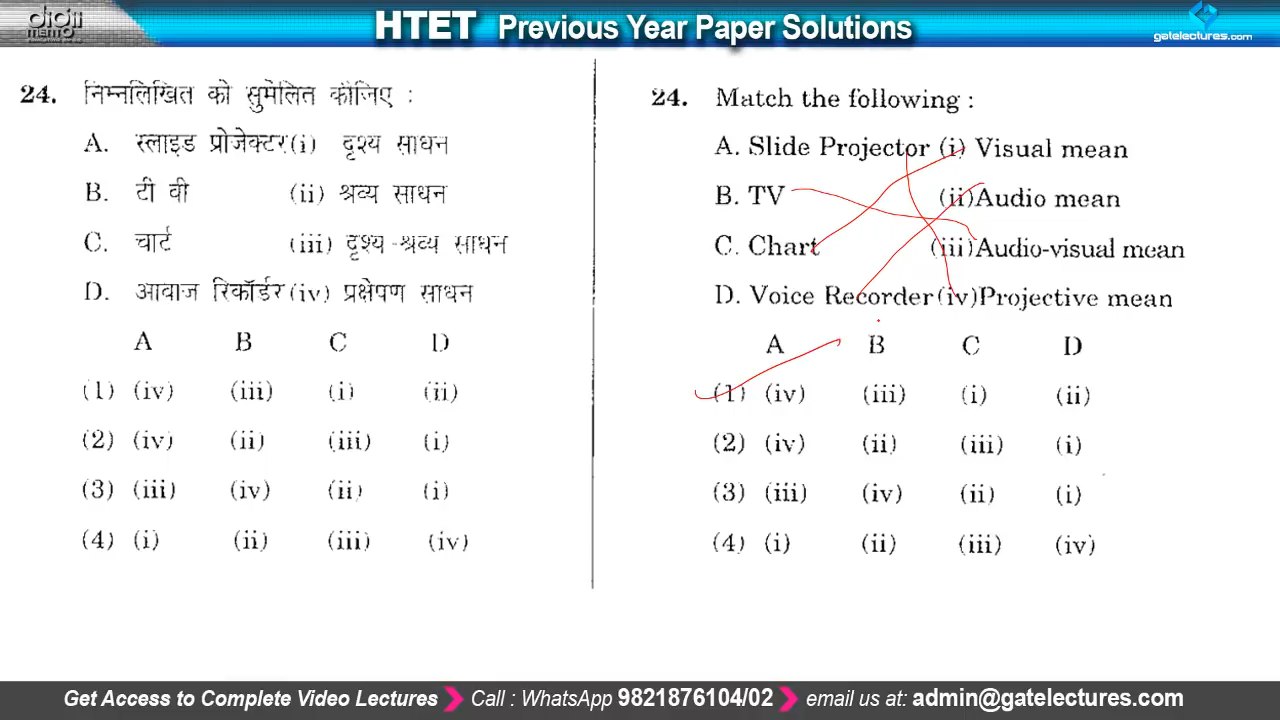 digii
mento
HTET Previous Year Paper Solutions
gatelectures.com
24. निम्नलिखित को सुमेलित कीजिए :
A. स्लाइड प्रोजेक्टर (i) दृश्य साधन
B. टी वी (ii) श्रव्य साधन
C. चार्ट (iii) दृश्य-श्रव्य साधन
D. आवाज रिकॉर्डर (iv) प्रक्षेपण साधन
A B C D
(1) (iv) (iii) (i) (ii)
(2) (iv) (ii) (iii) (i)
(3) (iii) (iv) (ii) (i)
(4) (i) (ii) (iii) (iv)
24. Match the following :
A. Slide Projector (i) Visual mean
B. TV (ii) Audio mean
C. Chart (iii) Audio-visual mean
D. Voice Recorder (iv) Projective mean
A B C D
(1) (iv) (iii) (i) (ii)
(2) (iv) (ii) (iii) (i)
(3) (iii) (iv) (ii) (i)
(4) (i) (ii) (iii) (iv)
Get Access to Complete Video Lectures Call : WhatsApp 9821876104/02 email us at: admin@gatelectures.com